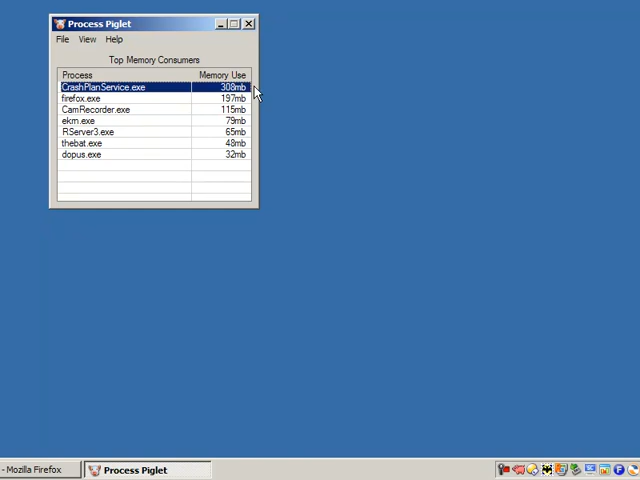 Process Piglet
File View Help
Top Memory Consumers
Process Memory Use
CrashPlanService.exe 308mb
firefox.exe 197mb
CamRecorder.exe 115mb
ekrn.exe 79mb
RServer3.exe 65mb
thebat.exe 48mb
dopus.exe 32mb
- Mozilla Firefox Process Piglet